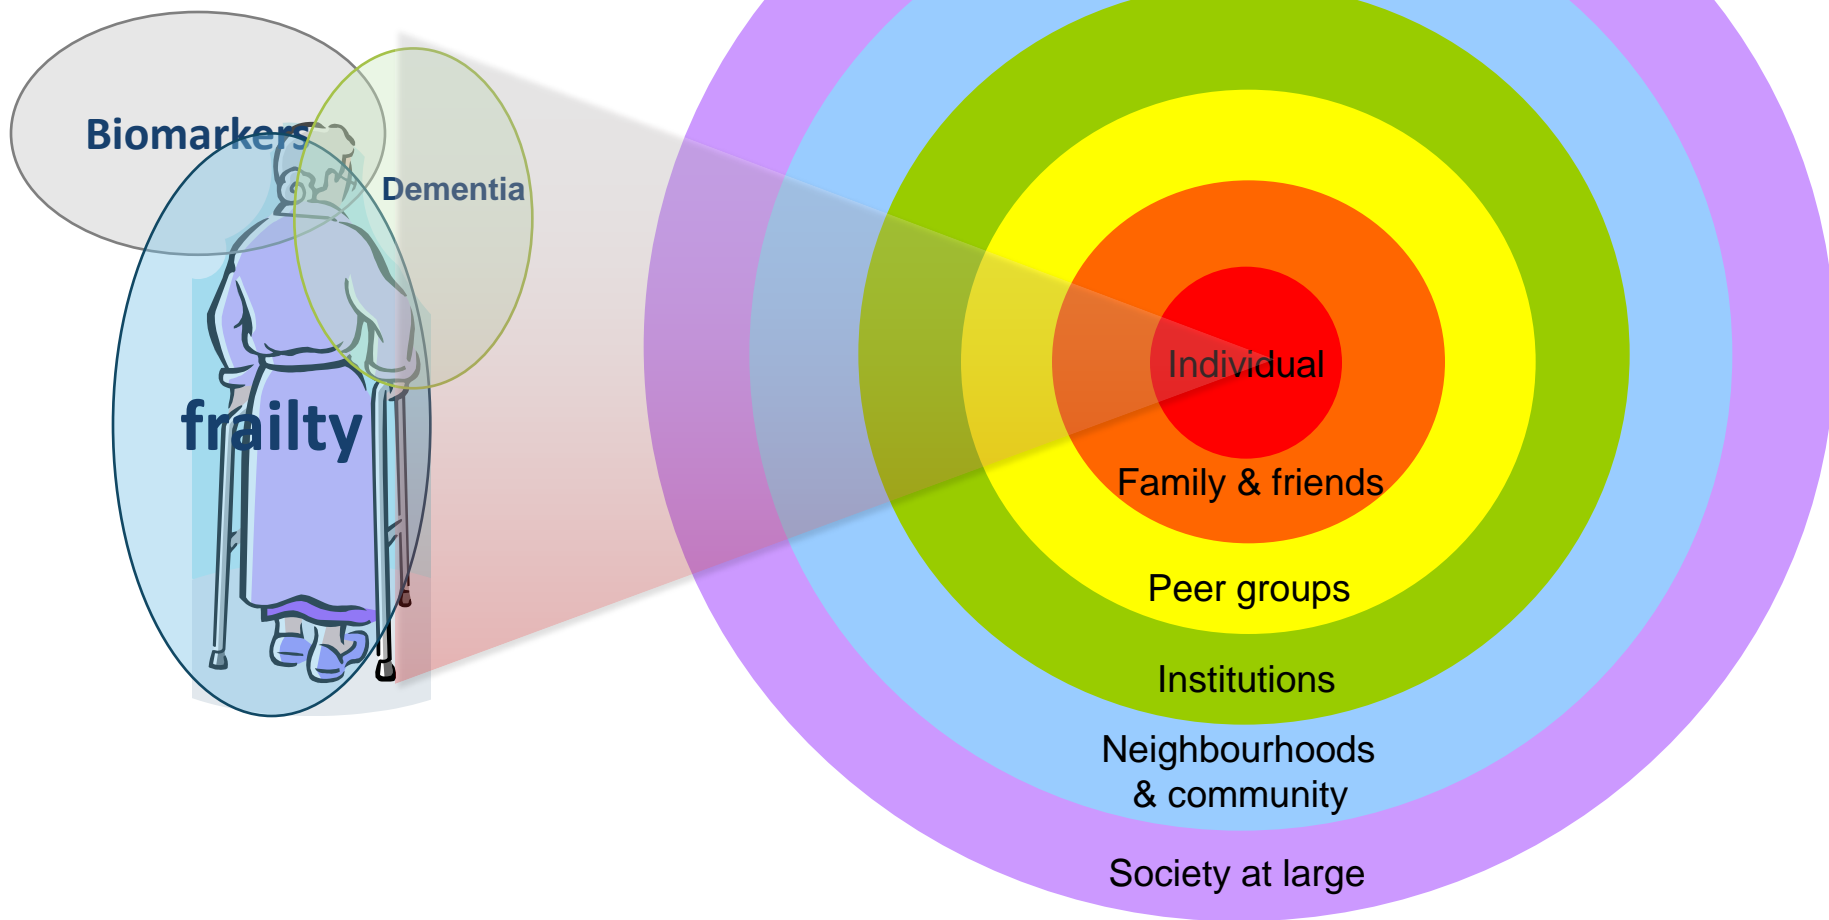 Biomarkers
Dementia
frailty
Individual
Family & friends
Peer groups
Institutions
Neighbourhoods
& community
Society at large